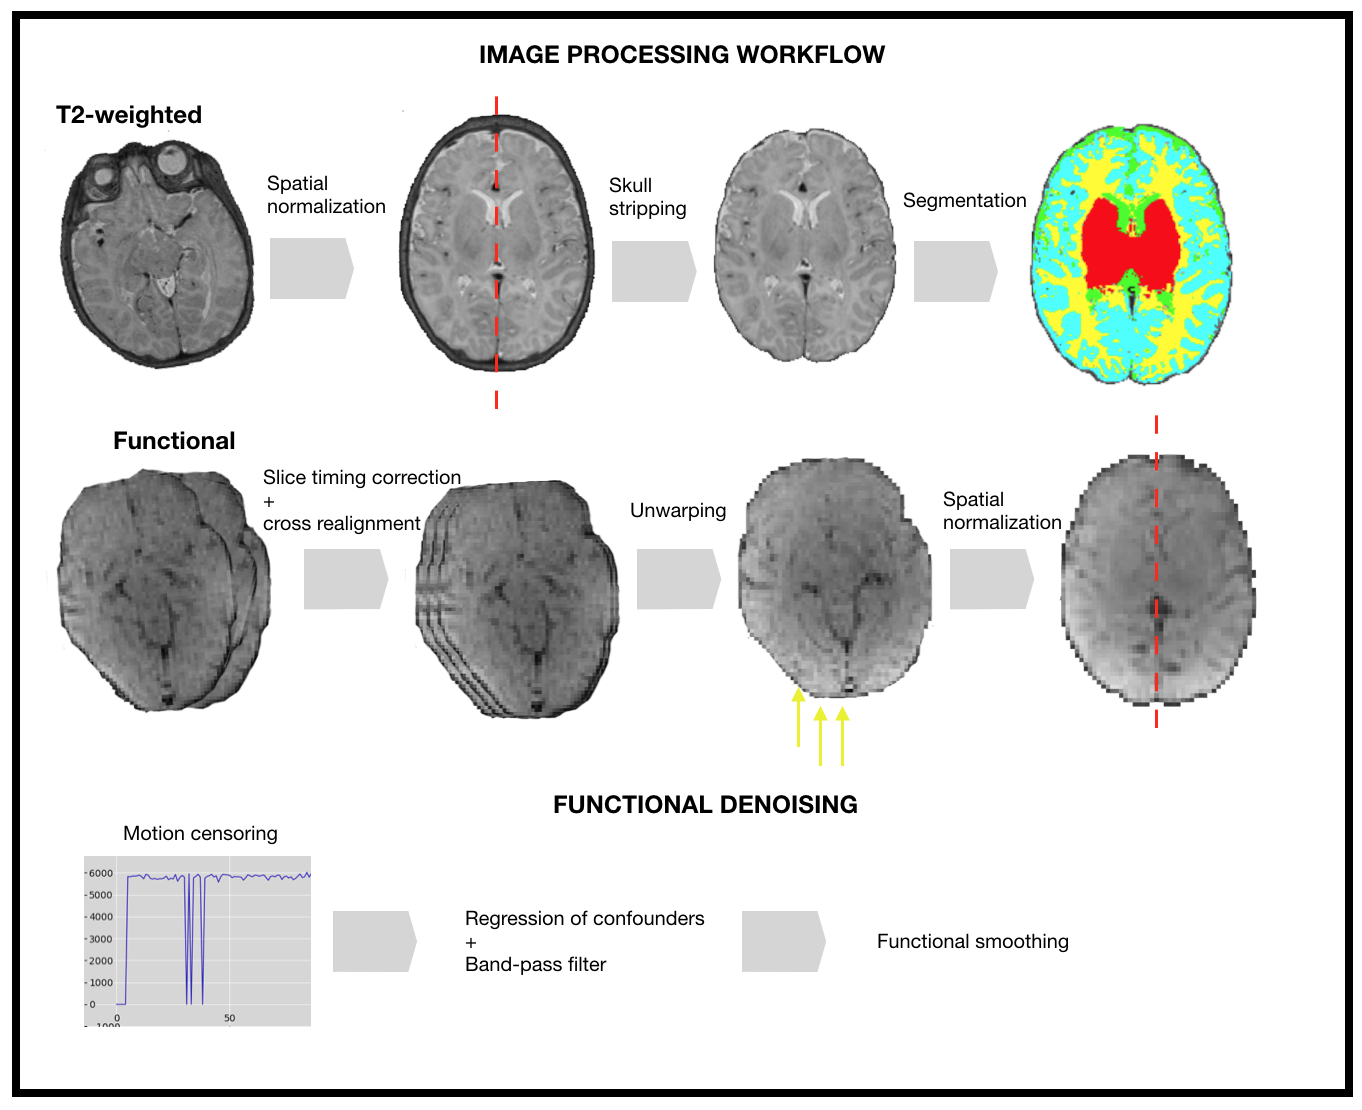 IMAGE PROCESSING WORKFLOW
T2-weighted
Spatial
normalization
Skull
stripping
Segmentation
Functional
Slice timing correction
+
cross realignment
Unwarping
Spatial
normalization
FUNCTIONAL DENOISING
Motion censoring
6000
5000
4000
3000
2000
1000
0
-1000
0
50
Regression of confounders
+
Band-pass filter
Functional smoothing